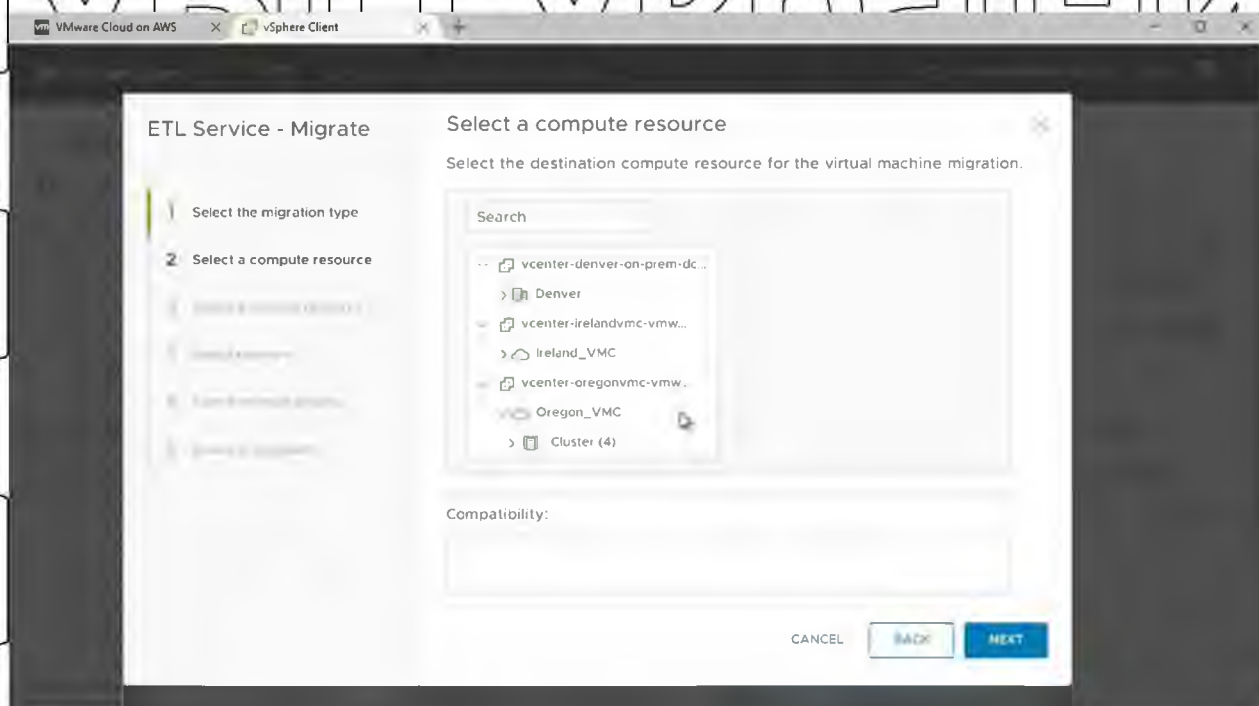 VMware Cloud on AWS
vSphere Client
ETL Service - Migrate
1 Select the migration type
2 Select a compute resource
Select a compute resource
Select the destination compute resource for the virtual machine migration.
Search
vcenter-denver-on-prem-dc...
Denver
vcenter-irelandvmc-vmw...
Ireland_VMC
vcenter-oregonvmc-vmw...
Oregon_VMC
Cluster (4)
Compatibility:
CANCEL
BACK
NEXT